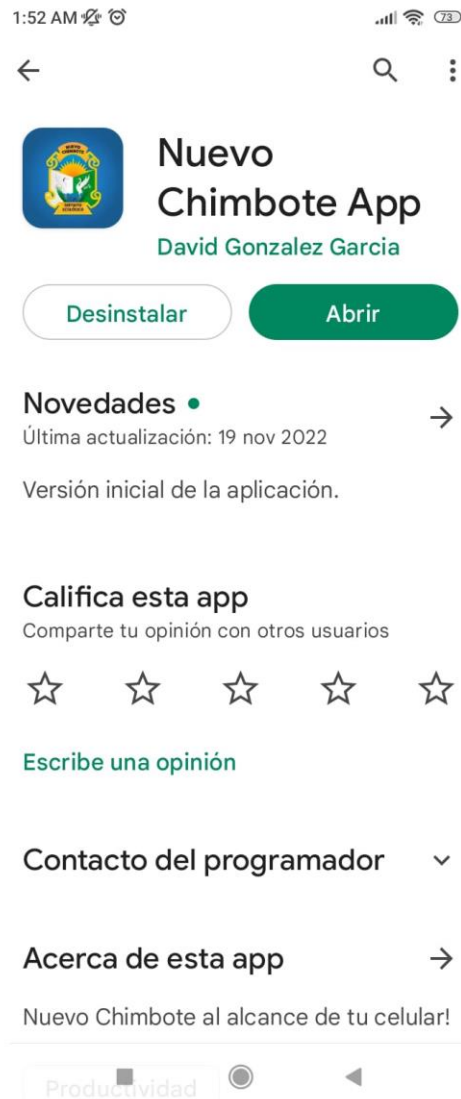 1:52 AM
73
Nuevo
Chimbote App
David Gonzalez Garcia
Desinstalar
Abrir
Novedades
Última actualización: 19 nov 2022
Versión inicial de la aplicación.
Califica esta app
Comparte tu opinión con otros usuarios
Escribe una opinión
Contacto del programador
Acerca de esta app
Nuevo Chimbote al alcance de tu celular!
Productividad